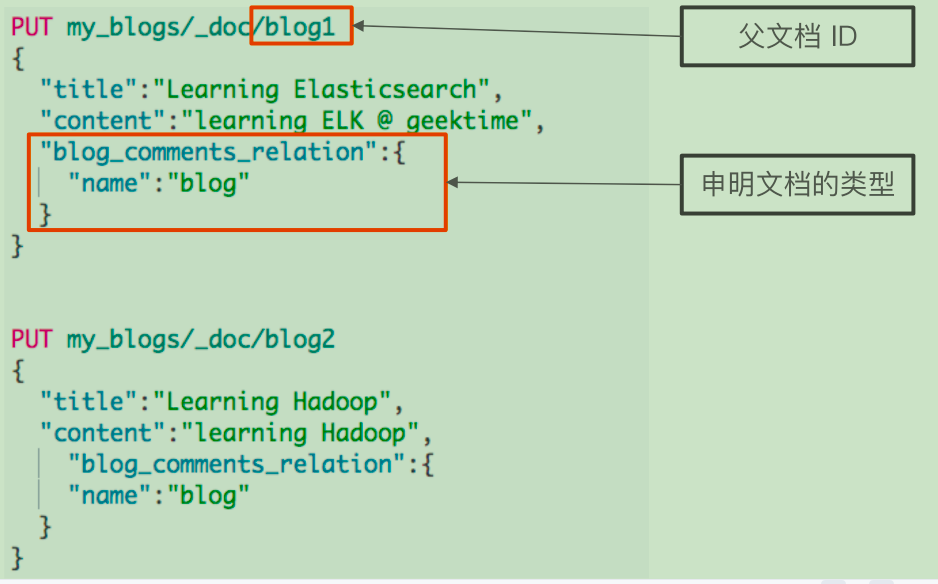 PUT my_blogs/_doc/blog1
父文档 ID
{
"title":"Learning Elasticsearch",
"content":"learning ELK @ geektime",
"blog_comments_relation":{
"name":"blog"
申明文档的类型
}
}
PUT my_blogs/_doc/blog2
{
"title":"Learning Hadoop",
"content":"learning Hadoop",
"blog_comments_relation":{
"name":"blog"
}
}